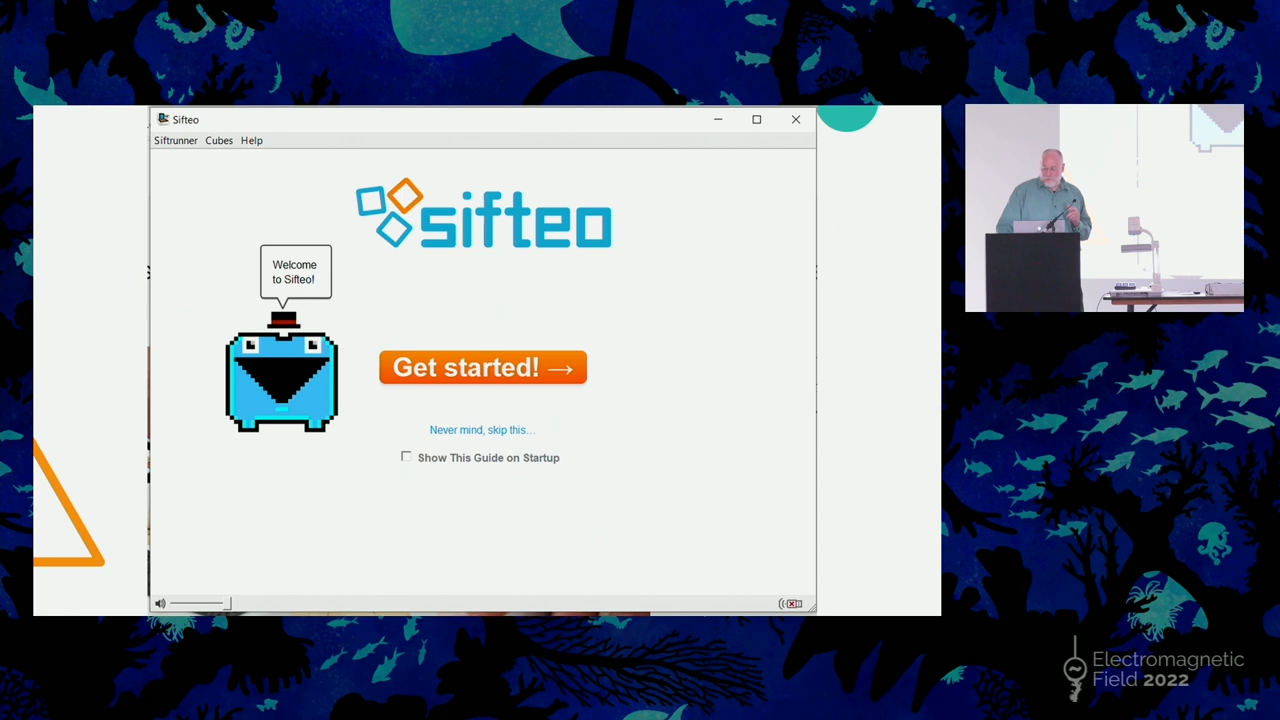 Sifteo
Siftrunner Cubes Help
sifteo
Welcome
to Sifteo!
Get started! →
Never mind, skip this...
Show This Guide on Startup
Electromagnetic
Field 2022